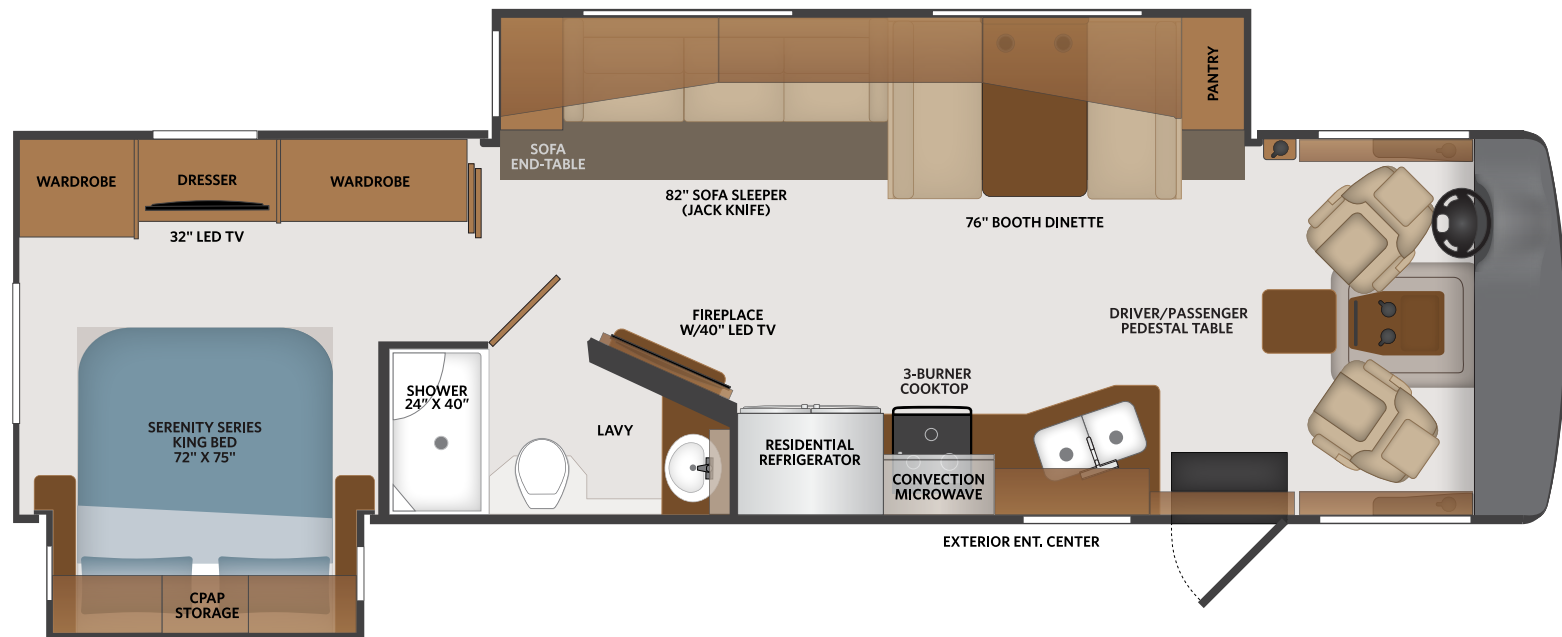 PANTRY
SOFA
END-TABLE
WARDROBE
DRESSER
WARDROBE
82" SOFA SLEEPER
(JACK KNIFE)
76" BOOTH DINETTE
32" LED TV
FIREPLACE
W/40" LED TV
DRIVER/PASSENGER
PEDESTAL TABLE
3-BURNER
COOKTOP
SHOWER
24" X 40"
SERENITY SERIES
KING BED
72" X 75"
LAVY
RESIDENTIAL
REFRIGERATOR
CONVECTION
MICROWAVE
EXTERIOR ENT. CENTER
CPAP
STORAGE